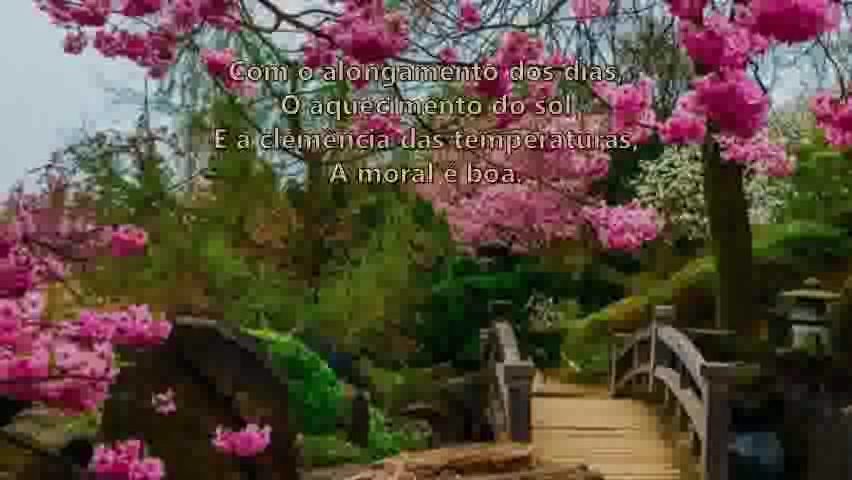 Com o alongamento dos dias,
O aquecimento do sol,
E a clemência das temperaturas,
A moral é boa.